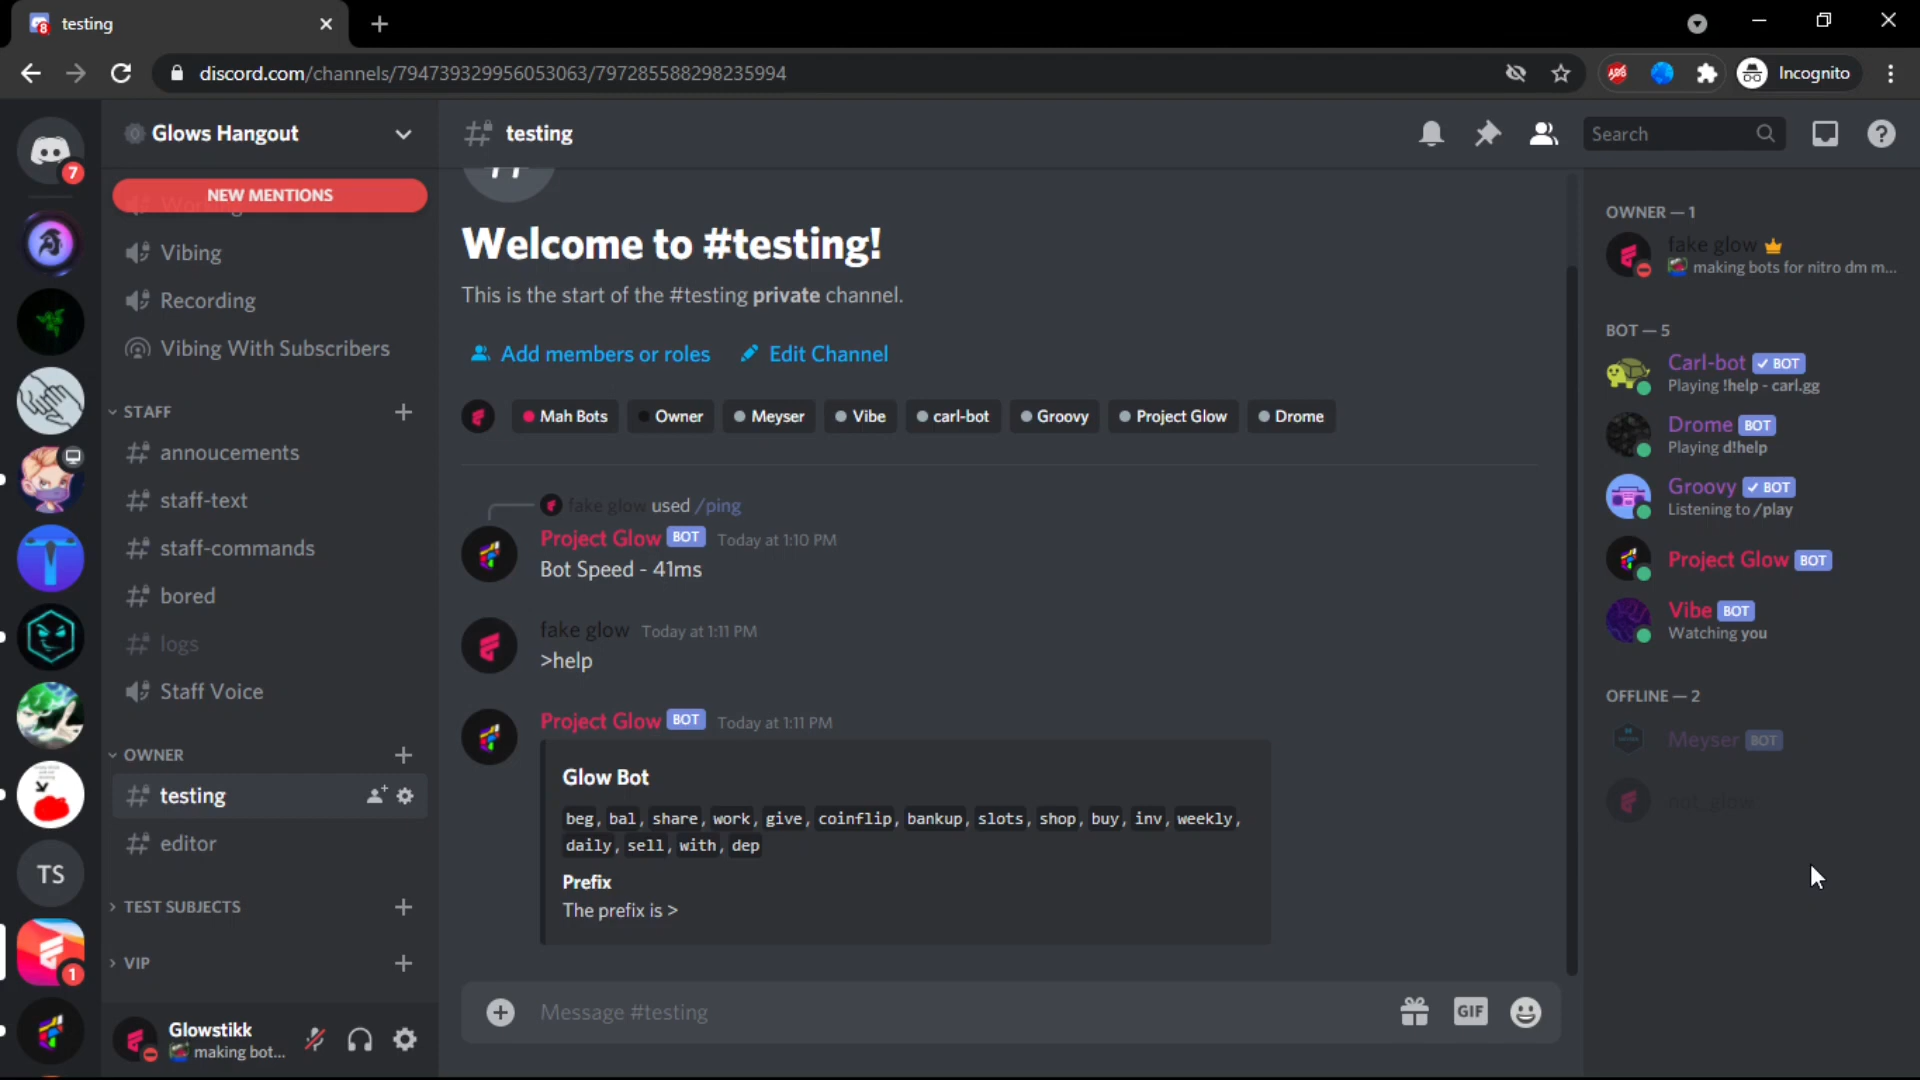 testing
discord.com/channels/794739329956053063/797285588298235994
ABP
Incognito
7
Glows Hangout
testing
Search
NEW MENTIONS
Vibing
Recording
Vibing With Subscribers
STAFF
annoucements
staff-text
staff-commands
bored
logs
Staff Voice
OWNER
testing
editor
TEST SUBJECTS
VIP
TS
1
Glowstikk
making bot...
Welcome to #testing!
This is the start of the #testing private channel.
Add members or roles Edit Channel
Mah Bots Owner Meyser Vibe carl-bot Groovy Project Glow Drome
fake glow used /ping
Project Glow BOT Today at 1:10 PM
Bot Speed - 41ms
fake glow Today at 1:11 PM
>help
Project Glow BOT Today at 1:11 PM
Glow Bot
beg, bal, share, work, give, coinflip, bankup, slots, shop, buy, inv, weekly,
daily, sell, with, dep
Prefix
The prefix is >
Message #testing
GIF
OWNER — 1
fake glow
making bots for nitro dm m...
BOT — 5
Carl-bot BOT
Playing !help - carl.gg
Drome BOT
Playing d!help
Groovy BOT
Listening to /play
Project Glow BOT
Vibe BOT
Watching you
OFFLINE — 2
Meyser BOT